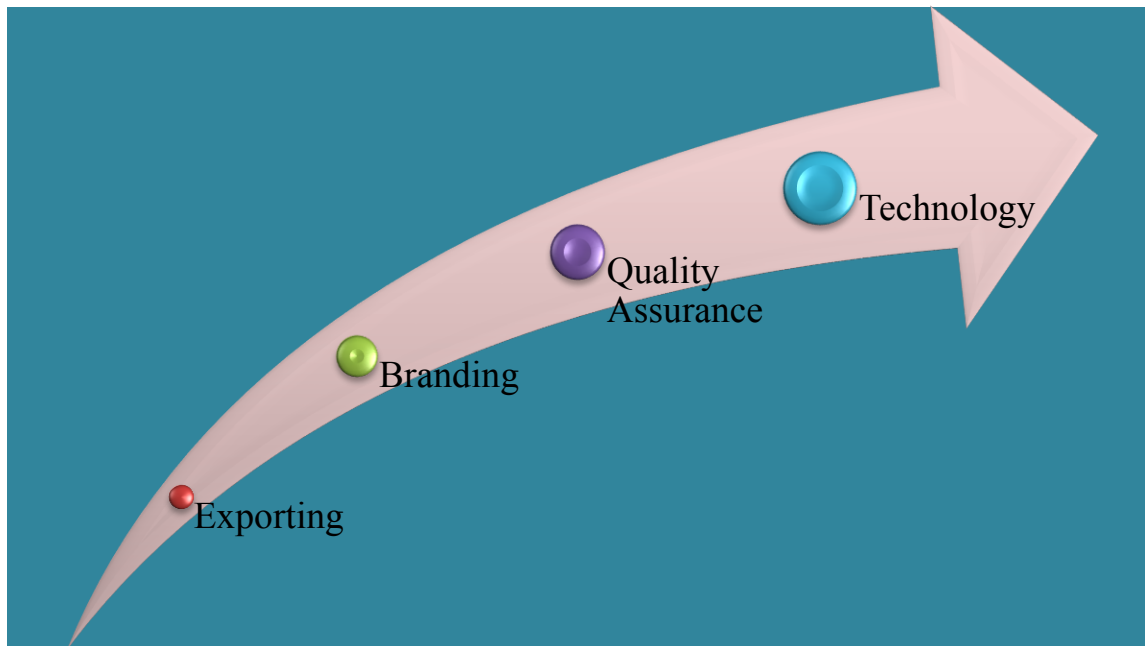 Technology
Quality
Assurance
Branding
Exporting